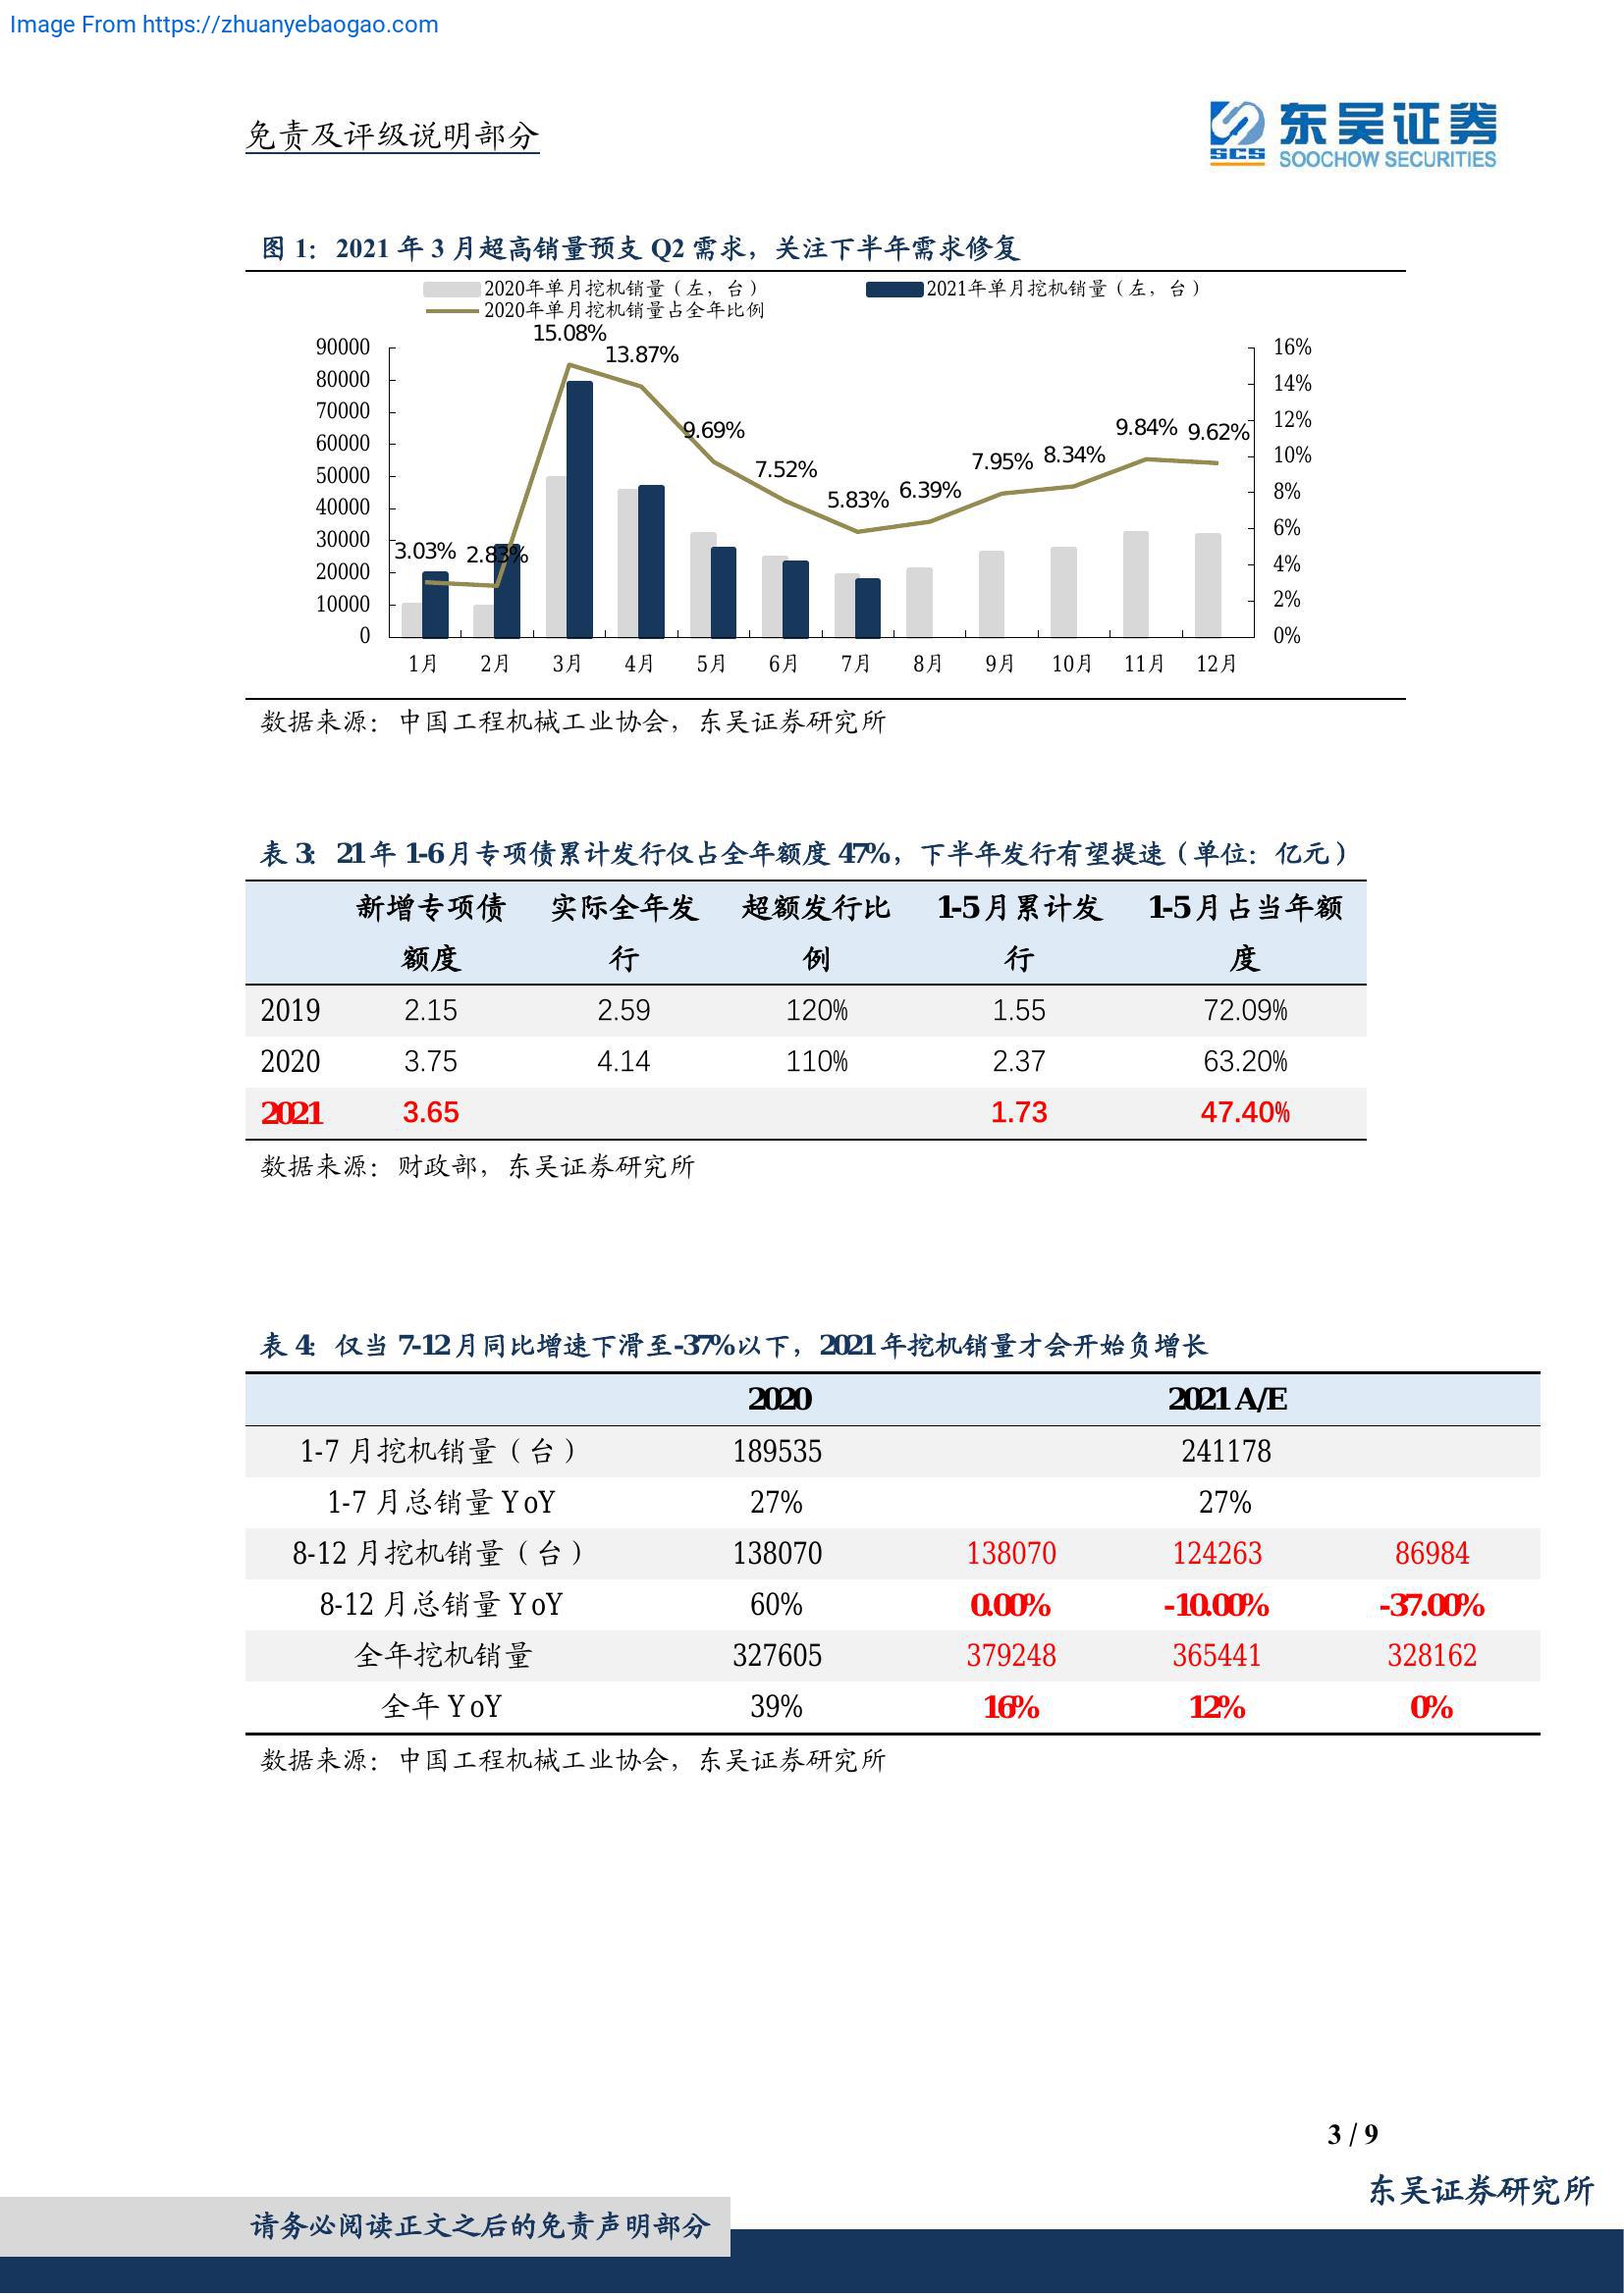 Image From https://zhuanyebaogao.com
免责及评级说明部分
东吴证券
SCS
SOOCHOW SECURITIES
图 1：2021 年 3 月超高销量预支 Q2 需求，关注下半年需求修复
2020年单月挖机销量（左，台）
2021年单月挖机销量（左，台）
2020年单月挖机销量占全年比例
90000
80000
70000
60000
50000
40000
30000
20000
10000
0
3.03%
2.83%
15.08%
13.87%
9.69%
7.52%
5.83%
6.39%
7.95%
8.34%
9.84%
9.62%
16%
14%
12%
10%
8%
6%
4%
2%
0%
1月 2月 3月 4月 5月 6月 7月 8月 9月 10月 11月 12月
数据来源：中国工程机械工业协会，东吴证券研究所
表 3：21 年 1-6 月专项债累计发行仅占全年额度 47%，下半年发行有望提速（单位：亿元）
新增专项债额度 实际全年发行 超额发行比例 1-5 月累计发行 1-5 月占当年额度
2019 2.15 2.59 120% 1.55 72.09%
2020 3.75 4.14 110% 2.37 63.20%
2021 3.65 1.73 47.40%
数据来源：财政部，东吴证券研究所
表 4：仅当 7-12 月同比增速下滑至-37%以下，2021 年挖机销量才会开始负增长
2020 2021 A/E
1-7 月挖机销量（台） 189535 241178
1-7 月总销量 YoY 27% 27%
8-12 月挖机销量（台） 138070 138070 124263 86984
8-12 月总销量 YoY 60% 0.00% -10.00% -37.00%
全年挖机销量 327605 379248 365441 328162
全年 YoY 39% 16% 12% 0%
数据来源：中国工程机械工业协会，东吴证券研究所
3 / 9
东吴证券研究所
请务必阅读正文之后的免责声明部分